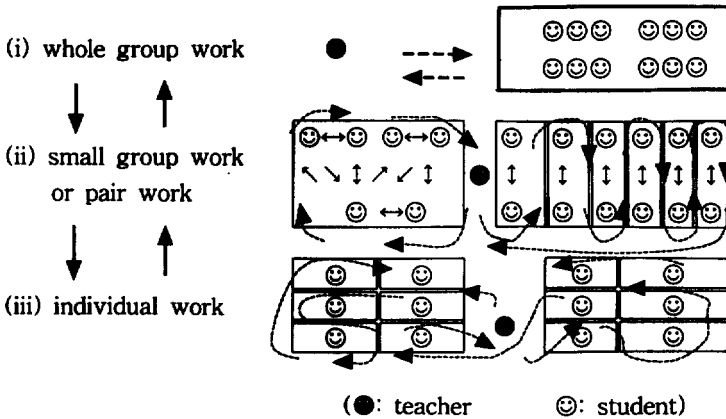 (i) whole group work
(ii) small group work
or pair work
(iii) individual work
(●: teacher ☺: student)